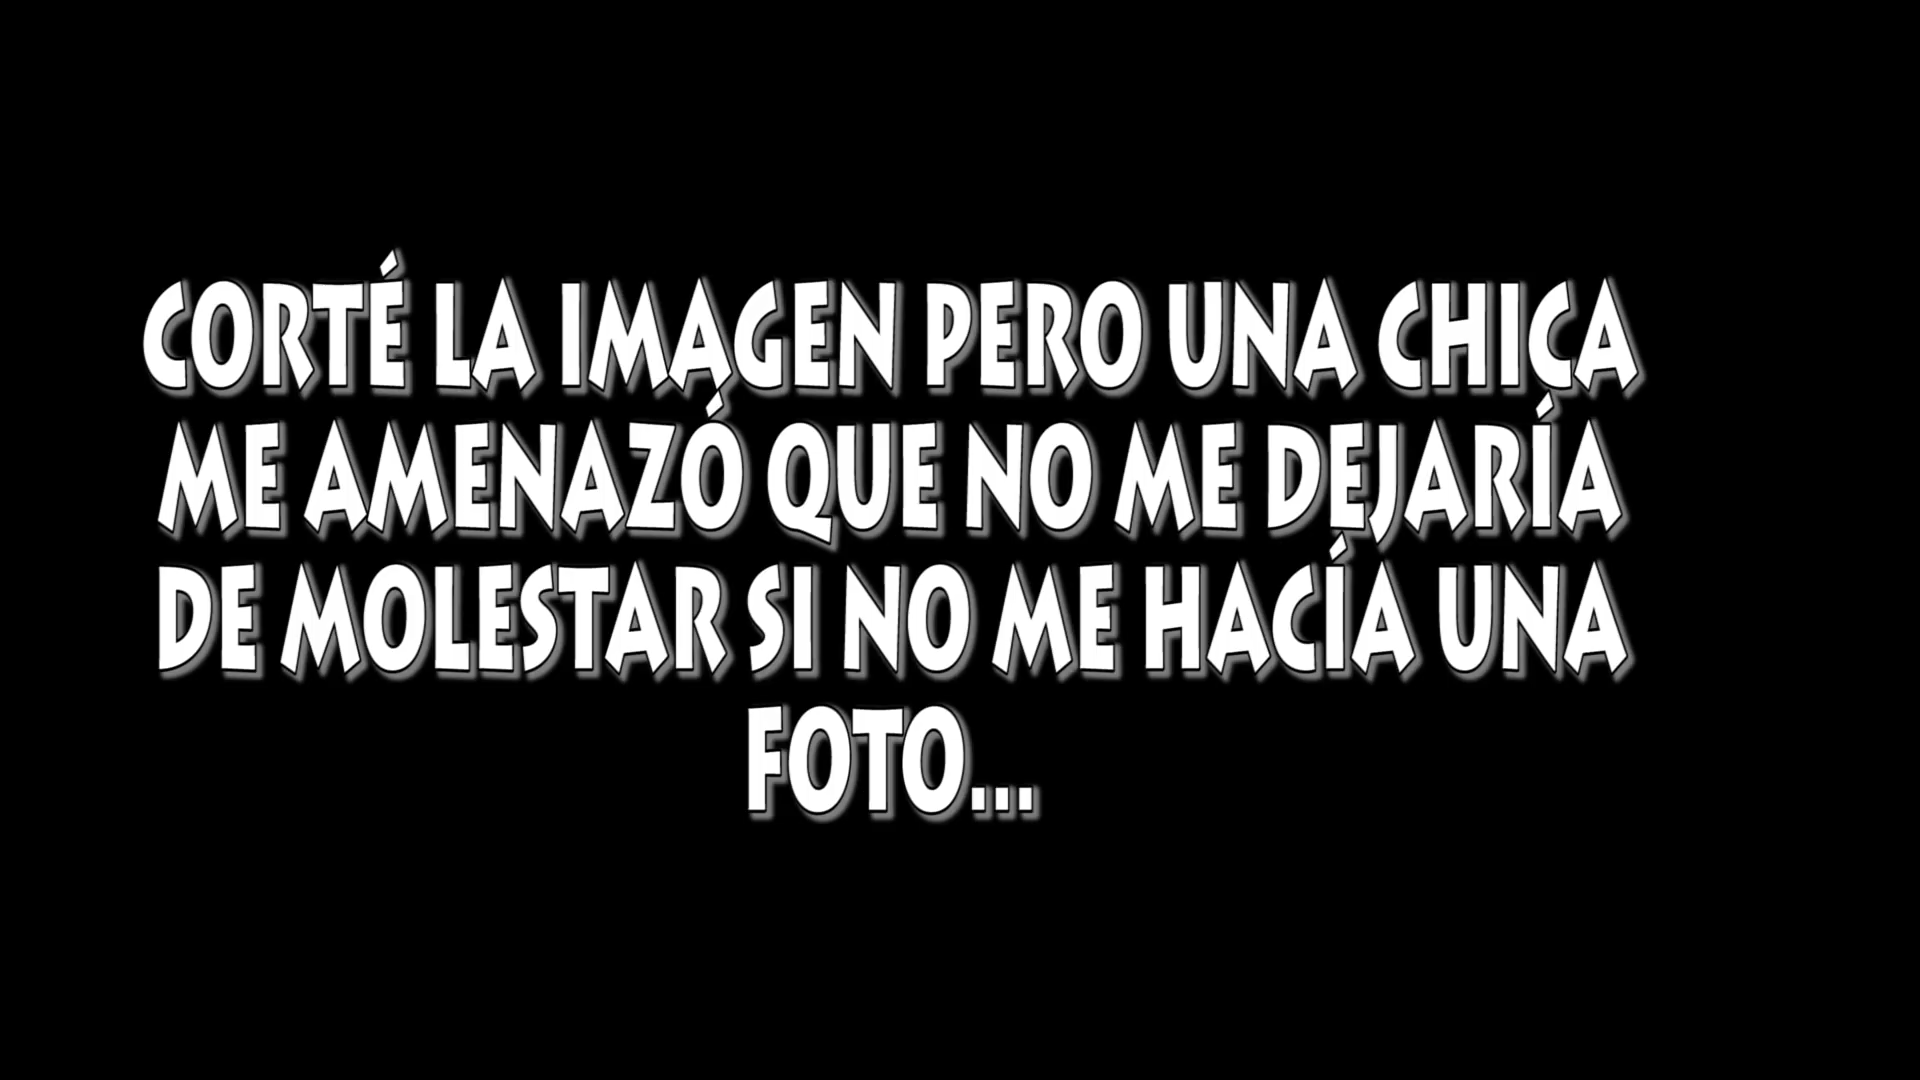 CORTÉ LA IMAGEN PERO UNA CHICA
ME AMENAZÓ QUE NO ME DEJARÍA
DE MOLESTAR SI NO ME HACÍA UNA
FOTO...